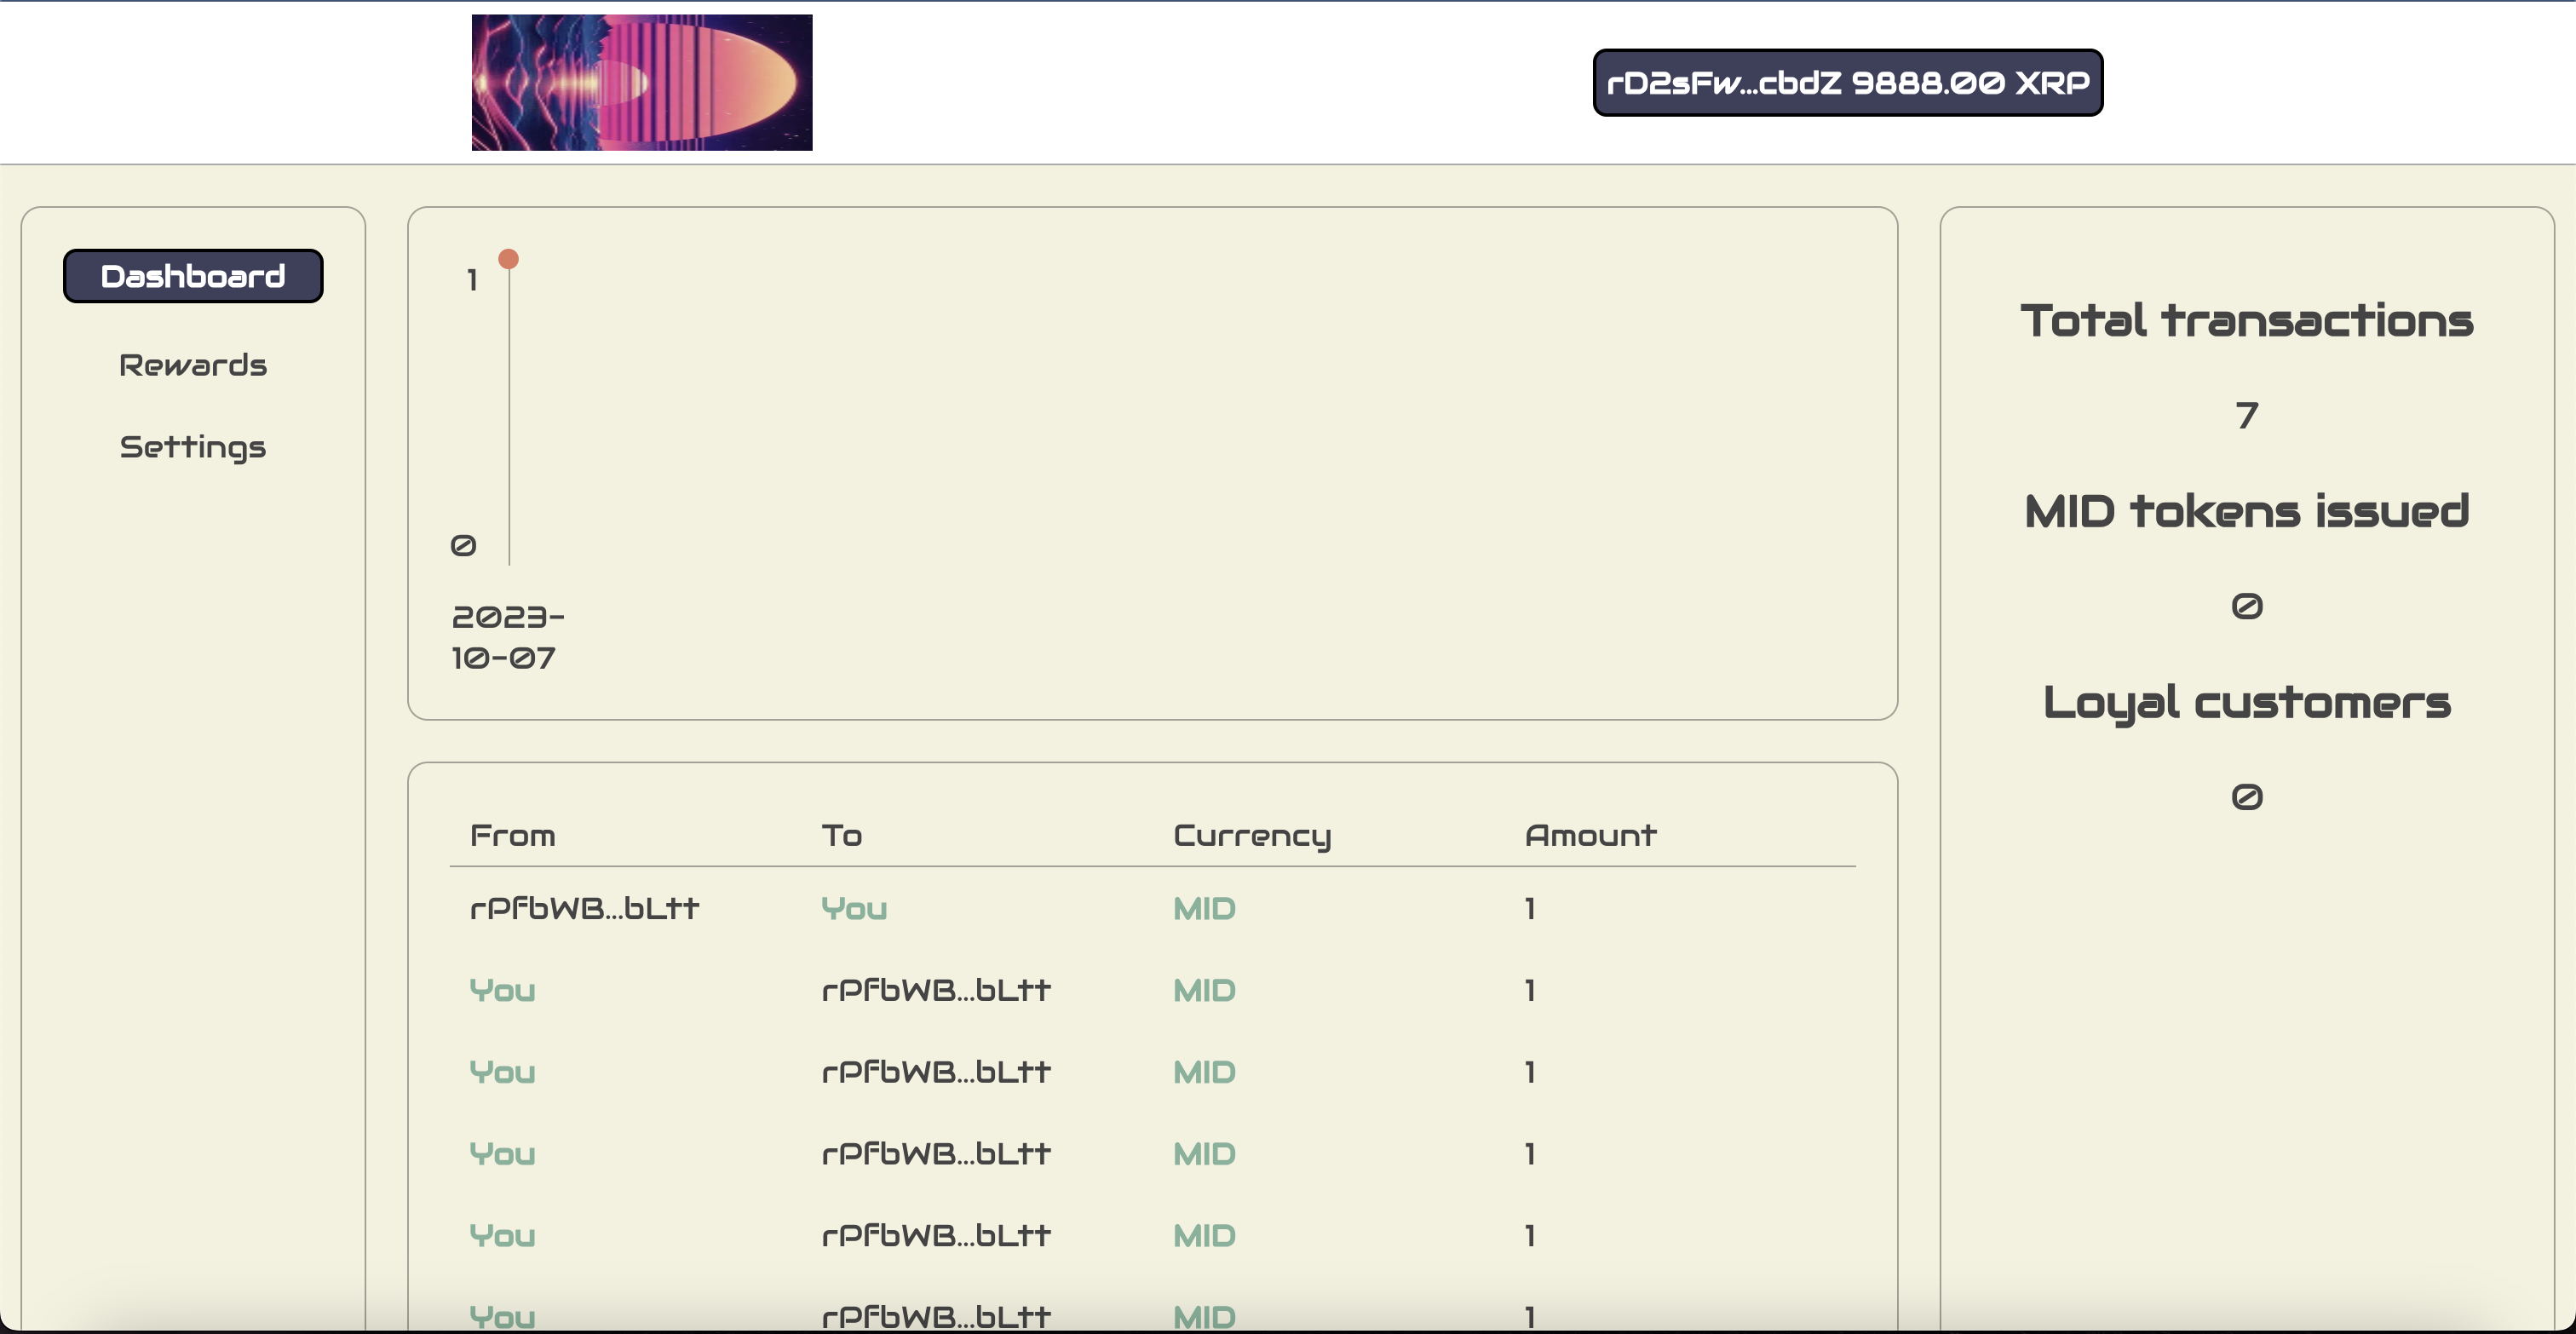 rD2sFw...cbdZ 9888.00 XRP
Dashboard
Rewards
Settings
1
0
2023-
10-07
Total transactions
7
MID tokens issued
0
Loyal customers
0
From To Currency Amount
rPfbWB...bLtt You MID 1
You rPfbWB...bLtt MID 1
You rPfbWB...bLtt MID 1
You rPfbWB...bLtt MID 1
You rPfbWB...bLtt MID 1
You rPfbWB...bLtt MID 1